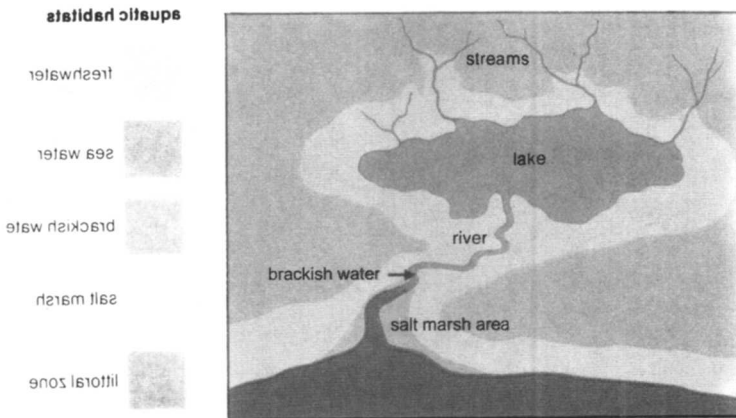 aquatic habitats
freshwater
sea water
brackish wate
salt marsh
littoral zone
streams
lake
river
brackish water
salt marsh area